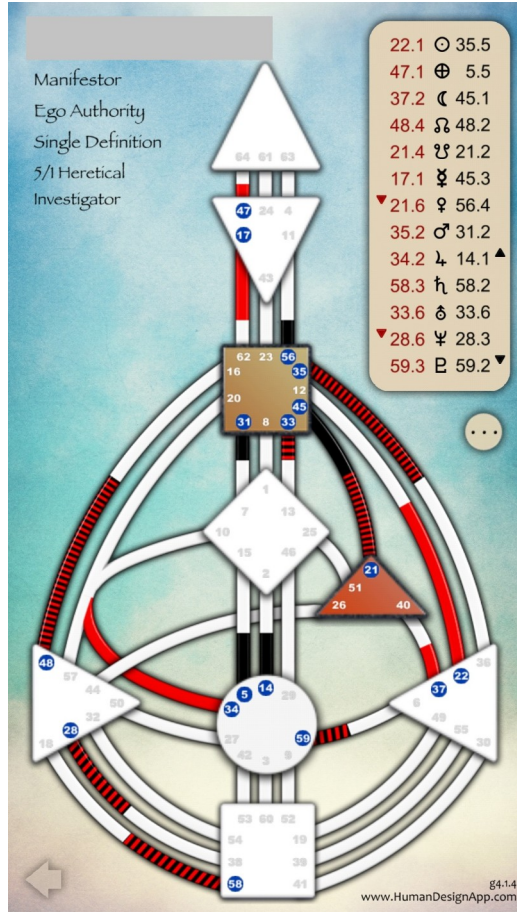 Manifestor
Ego Authority
Single Definition
5/1 Heretical
Investigator
22.1 ☉ 35.5
47.1 ⊕ 5.5
37.2 ☾ 45.1
48.4 ☊ 48.2
21.4 ☋ 21.2
17.1 ☿ 45.3
▼ 21.6 ♀ 56.4
35.2 ♂ 31.2
34.2 ♃ 14.1 ▲
58.3 ♄ 58.2
33.6 ⛢ 33.6
▼ 28.6 ♆ 28.3
59.3 ♇ 59.2 ▼
64 61 63
47 24 4
17 11
43
62 23 56
16 35
12
20 45
31 8 33
1
7 13
10 25
15 46
2
21
51
26 40
48
57
44
50
32
28
18
5 14 29
34
27 59
42 3 9
36
22
37
6
49
55
30
53 60 52
54 19
38 39
58 41
...
g4.1.4
www.HumanDesignApp.com